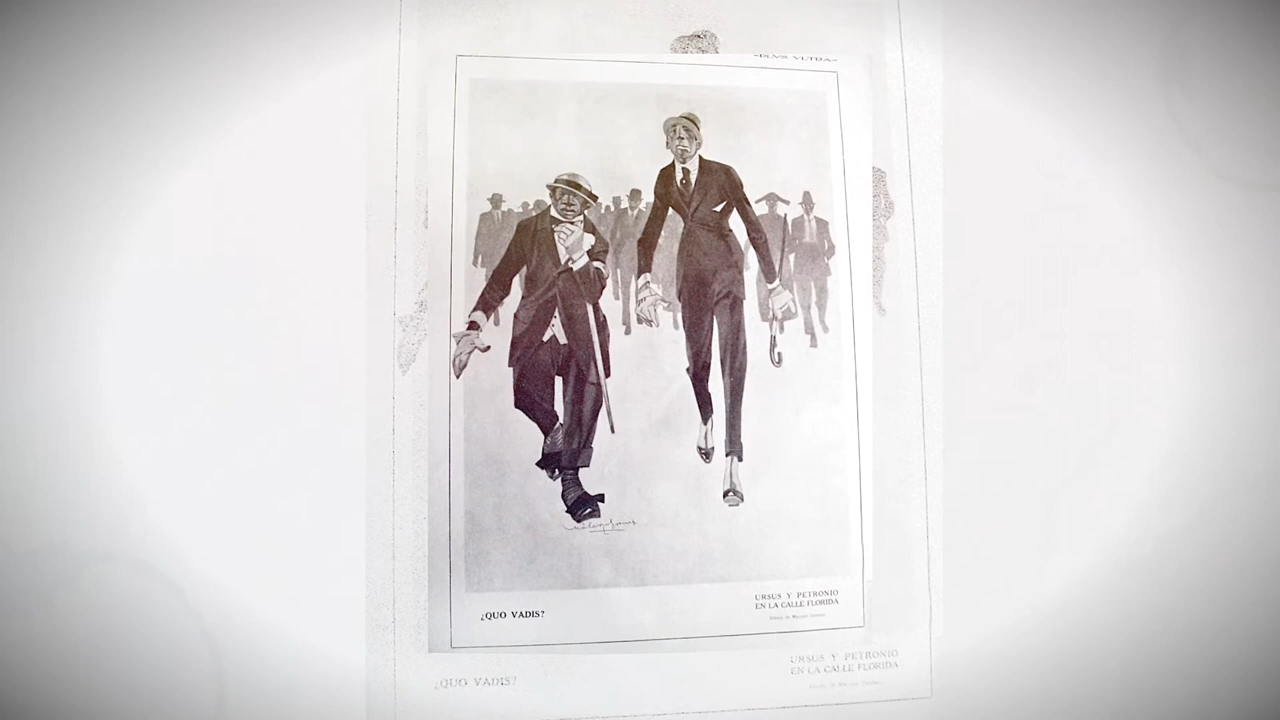 -PLVS VLTRA-
¿QUO VADIS?
URSUS Y PETRONIO
EN LA CALLE FLORIDA
¿QUO VADIS?
URSUS Y PETRONIO
EN LA CALLE FLORIDA